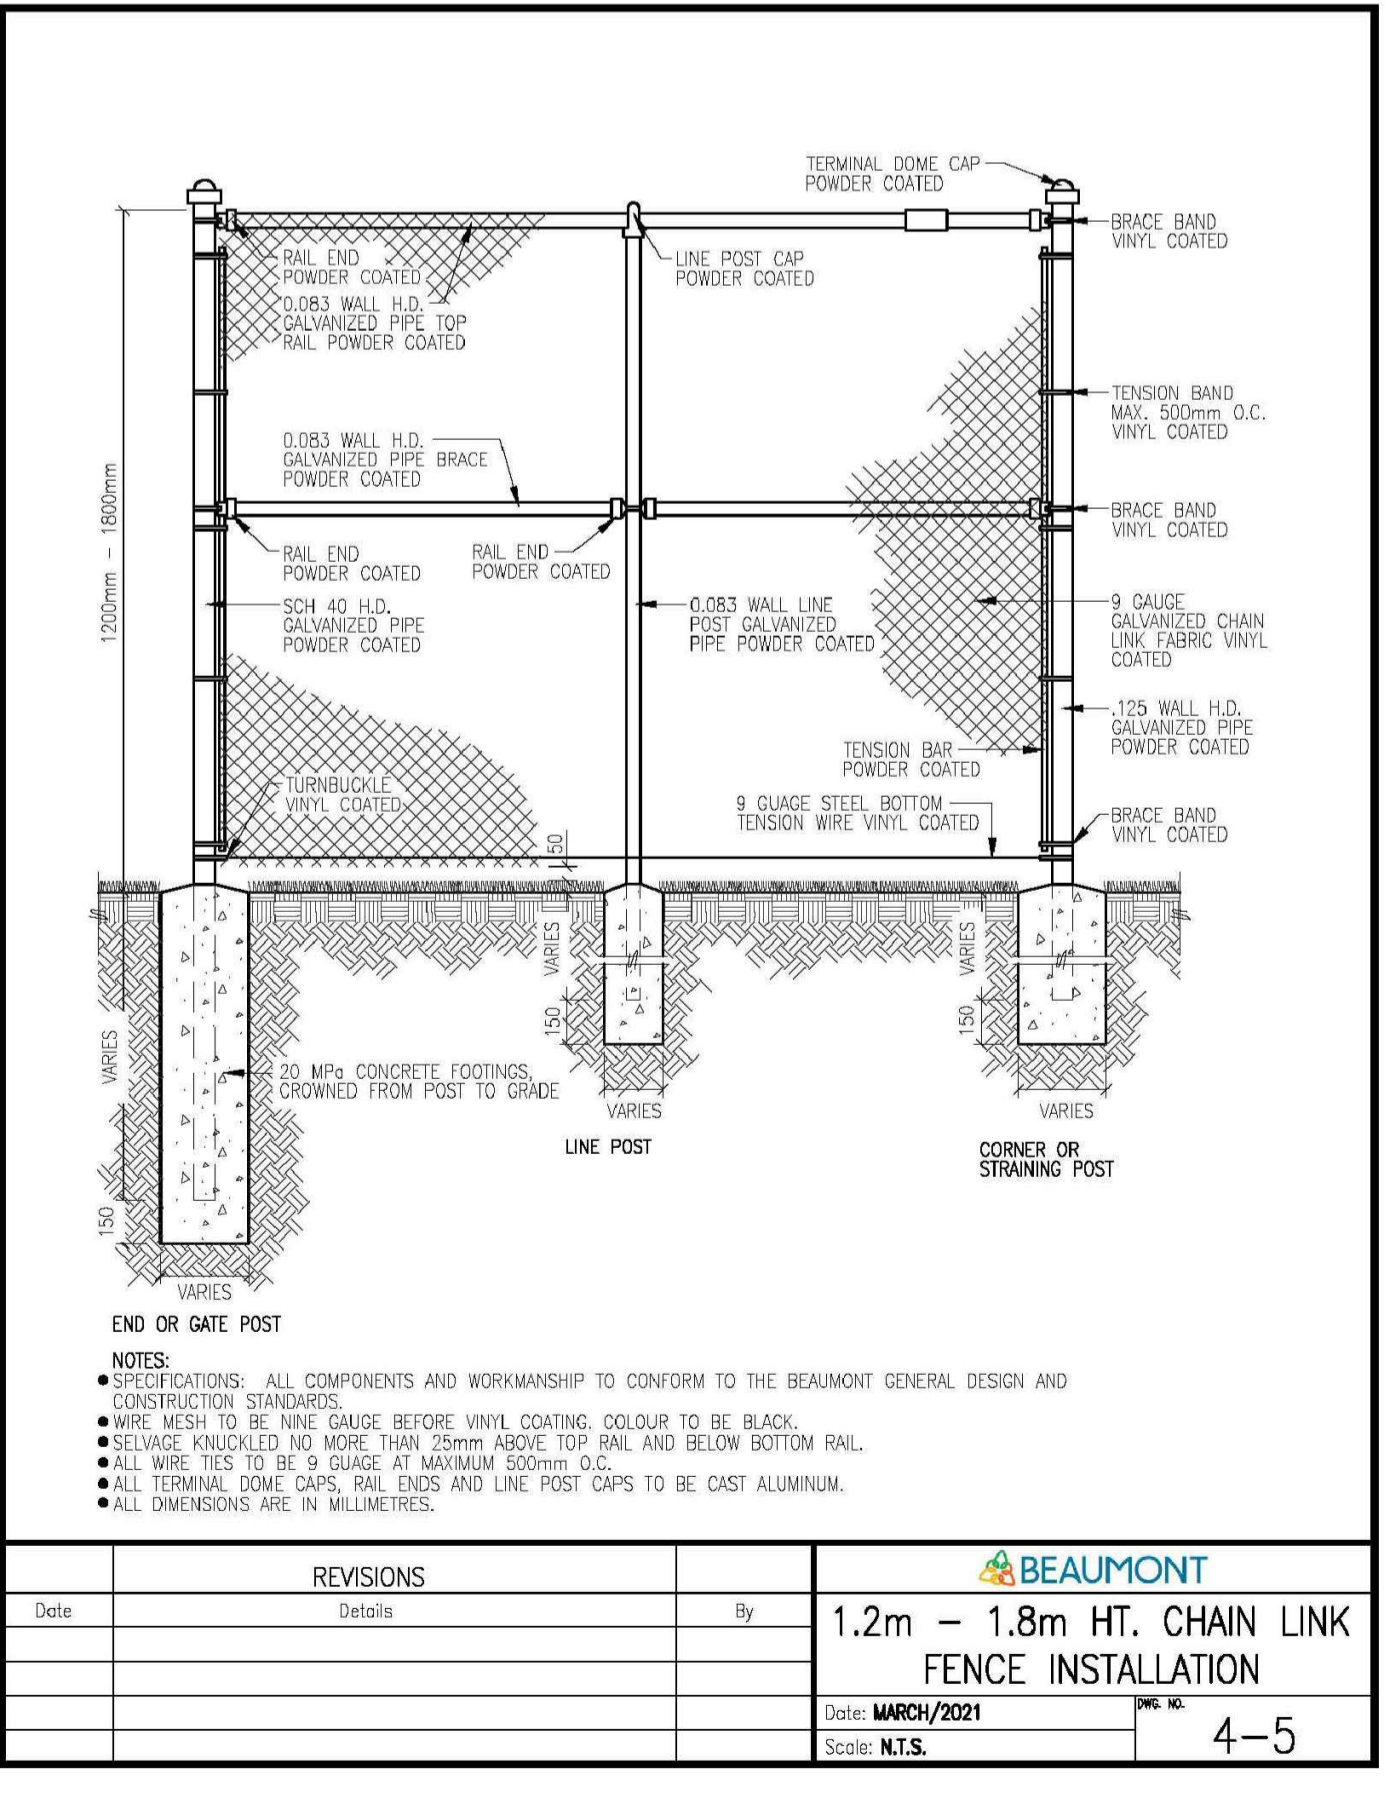 TERMINAL DOME CAP
POWDER COATED
BRACE BAND
VINYL COATED
RAIL END
POWDER COATED
LINE POST CAP
POWDER COATED
0.083 WALL H.D.
GALVANIZED PIPE TOP
RAIL POWDER COATED
TENSION BAND
MAX. 500mm O.C.
VINYL COATED
0.083 WALL H.D.
GALVANIZED PIPE BRACE
POWDER COATED
1200mm - 1800mm
BRACE BAND
VINYL COATED
RAIL END
POWDER COATED
RAIL END
POWDER COATED
SCH 40 H.D.
GALVANIZED PIPE
POWDER COATED
0.083 WALL LINE
POST GALVANIZED
PIPE POWDER COATED
9 GAUGE
GALVANIZED CHAIN
LINK FABRIC VINYL
COATED
.125 WALL H.D.
GALVANIZED PIPE
POWDER COATED
TENSION BAR
POWDER COATED
TURNBUCKLE
VINYL COATED
9 GUAGE STEEL BOTTOM
TENSION WIRE VINYL COATED
BRACE BAND
VINYL COATED
50
VARIES
VARIES
150
150
VARIES
20 MPa CONCRETE FOOTINGS,
CROWNED FROM POST TO GRADE
VARIES
VARIES
LINE POST
CORNER OR
STRAINING POST
150
VARIES
END OR GATE POST
NOTES:
● SPECIFICATIONS: ALL COMPONENTS AND WORKMANSHIP TO CONFORM TO THE BEAUMONT GENERAL DESIGN AND
CONSTRUCTION STANDARDS.
● WIRE MESH TO BE NINE GAUGE BEFORE VINYL COATING. COLOUR TO BE BLACK.
● SELVAGE KNUCKLED NO MORE THAN 25mm ABOVE TOP RAIL AND BELOW BOTTOM RAIL.
● ALL WIRE TIES TO BE 9 GUAGE AT MAXIMUM 500mm O.C.
● ALL TERMINAL DOME CAPS, RAIL ENDS AND LINE POST CAPS TO BE CAST ALUMINUM.
● ALL DIMENSIONS ARE IN MILLIMETRES.
REVISIONS
Date Details By
BEAUMONT
1.2m - 1.8m HT. CHAIN LINK
FENCE INSTALLATION
Date: MARCH/2021
Scale: N.T.S.
DWG. NO.
4-5